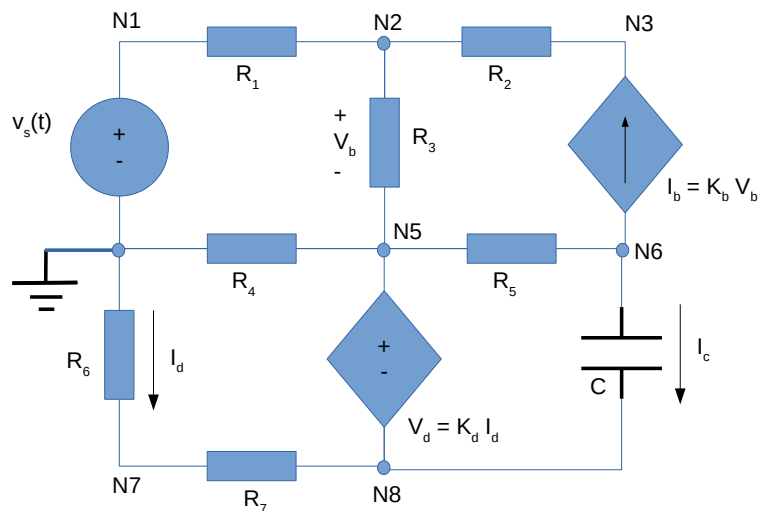 N1
N2
N3
R1
R2
vs(t)
+
-
+
Vb
-
R3
Ib = Kb Vb
N5
N6
R4
R5
R6
Id
+
-
Vd = Kd Id
C
Ic
N7
R7
N8